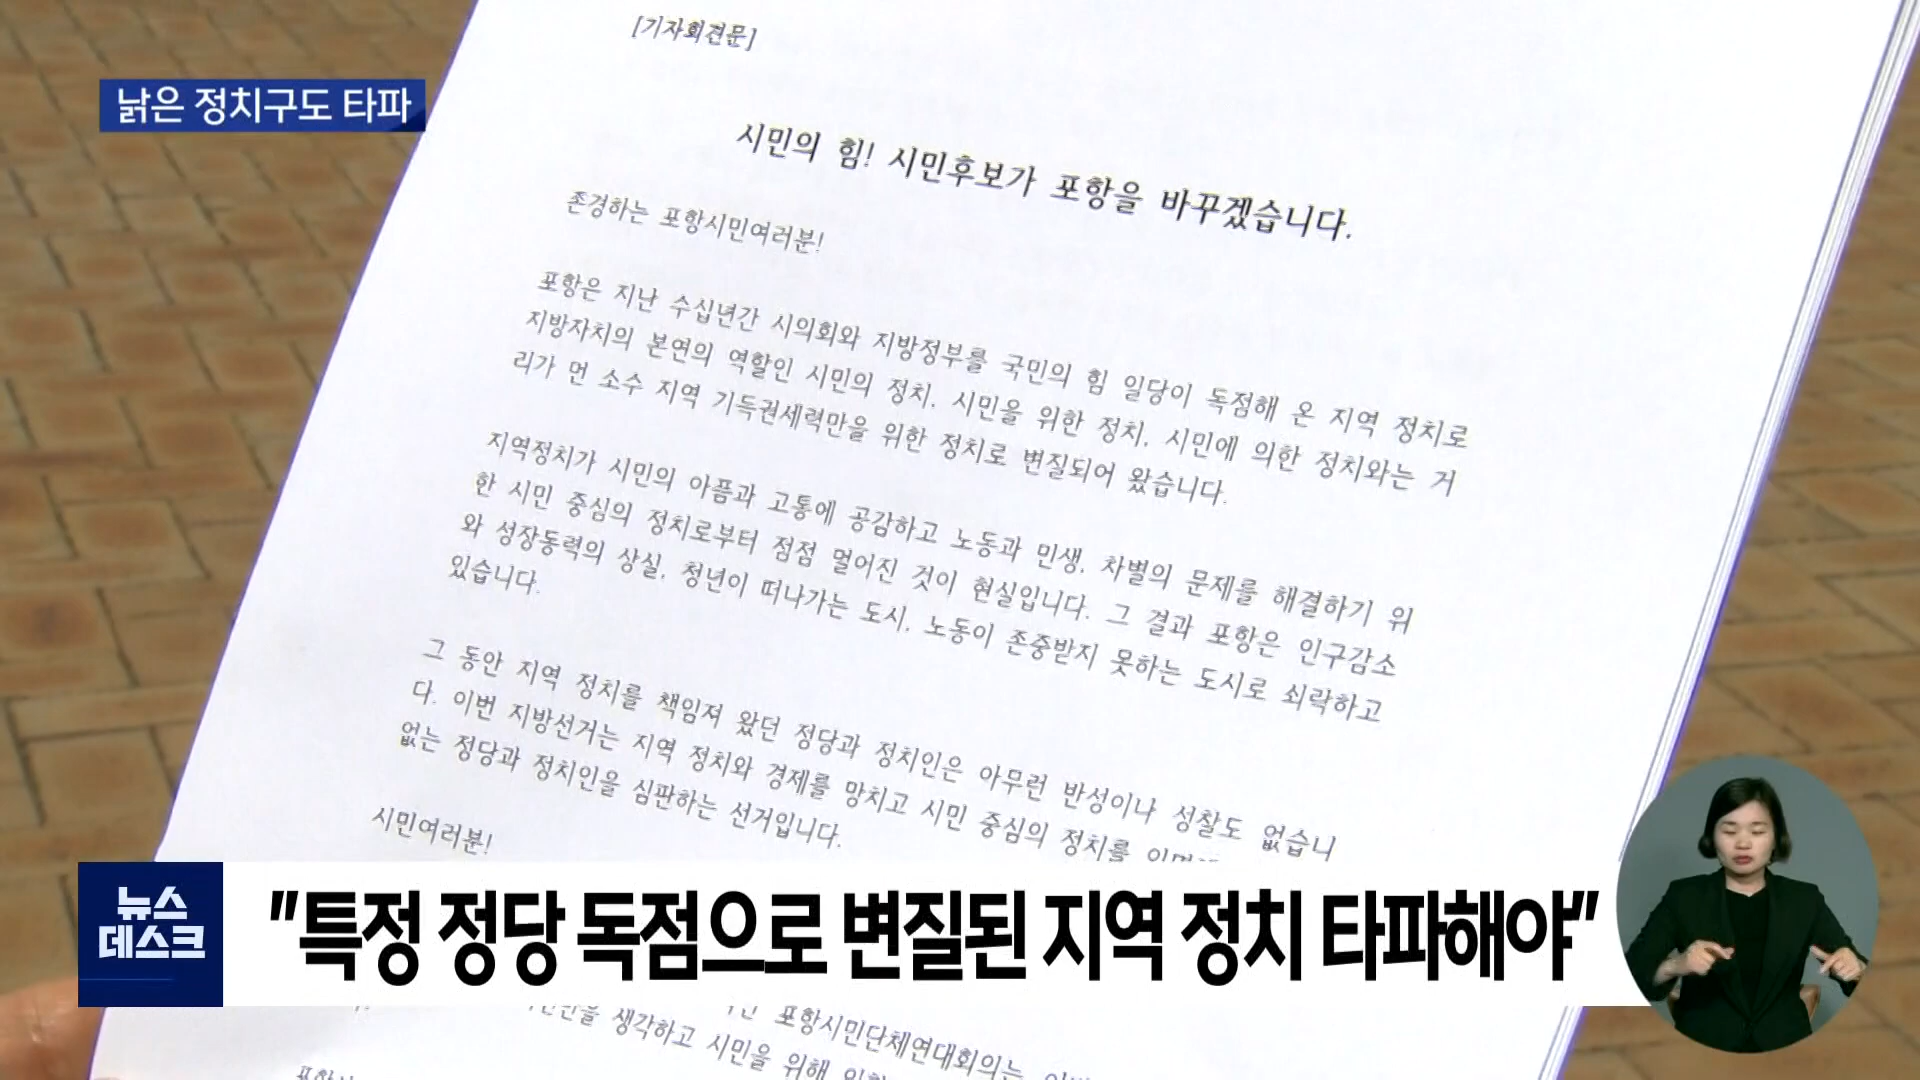 낡은 정치구도 타파
[기자회견문]
시민의 힘! 시민후보가 포항을 바꾸겠습니다.
존경하는 포항시민여러분!
포항은 지난 수십년간 시의회와 지방정부를 국민의 힘 일당이 독점해 온 지역 정치로
지방자치의 본연의 역할인 시민의 정치, 시민을 위한 정치, 시민에 의한 정치와는 거
리가 먼 소수 지역 기득권세력만을 위한 정치로 변질되어 왔습니다.
지역정치가 시민의 아픔과 고통에 공감하고 노동과 민생, 차별의 문제를 해결하기 위
한 시민 중심의 정치로부터 점점 멀어진 것이 현실입니다. 그 결과 포항은 인구감소
와 성장동력의 상실, 청년이 떠나가는 도시, 노동이 존중받지 못하는 도시로 쇠락하고
있습니다.
그 동안 지역 정치를 책임져 왔던 정당과 정치인은 아무런 반성이나 성찰도 없습니
다. 이번 지방선거는 지역 정치와 경제를 망치고 시민 중심의 정치를
없는 정당과 정치인을 심판하는 선거입니다.
시민여러분!
뉴스
데스크
"특정 정당 독점으로 변질된 지역 정치 타파해야"
포항시민단체연대회의는
생각하고 시민을 위해